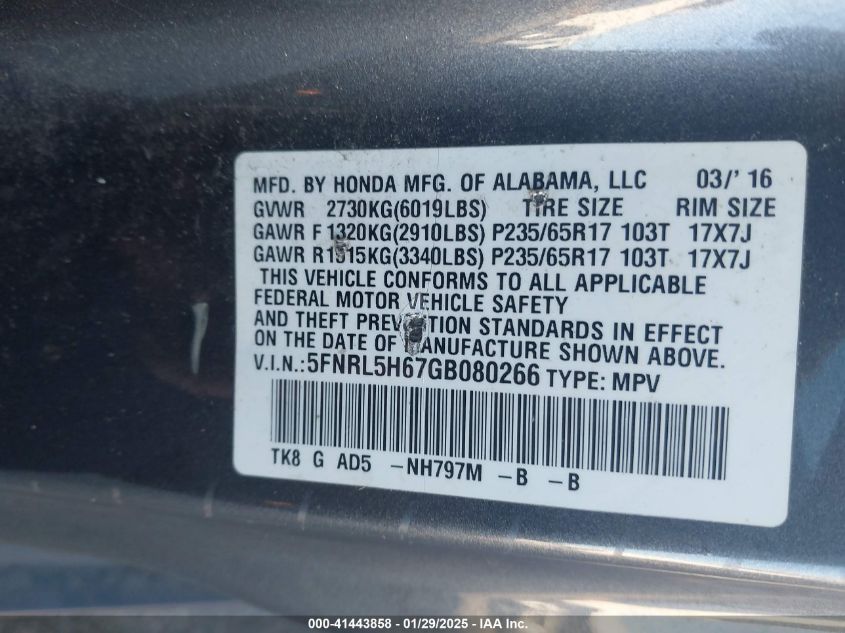 MFD. BY HONDA MFG. OF ALABAMA, LLC 03/'16
GVWR 2730KG(6019LBS) TIRE SIZE RIM SIZE
GAWR F 1320KG(2910LBS) P235/65R17 103T 17X7J
GAWR R1515KG(3340LBS) P235/65R17 103T 17X7J
THIS VEHICLE CONFORMS TO ALL APPLICABLE
FEDERAL MOTOR VEHICLE SAFETY
AND THEFT PREVENTION STANDARDS IN EFFECT
ON THE DATE OF MANUFACTURE SHOWN ABOVE.
V.I.N.:5FNRL5H67GB080266 TYPE: MPV
TK8 G AD5 -NH797M -B -B
000-41443858 - 01/29/2025 - IAA Inc.